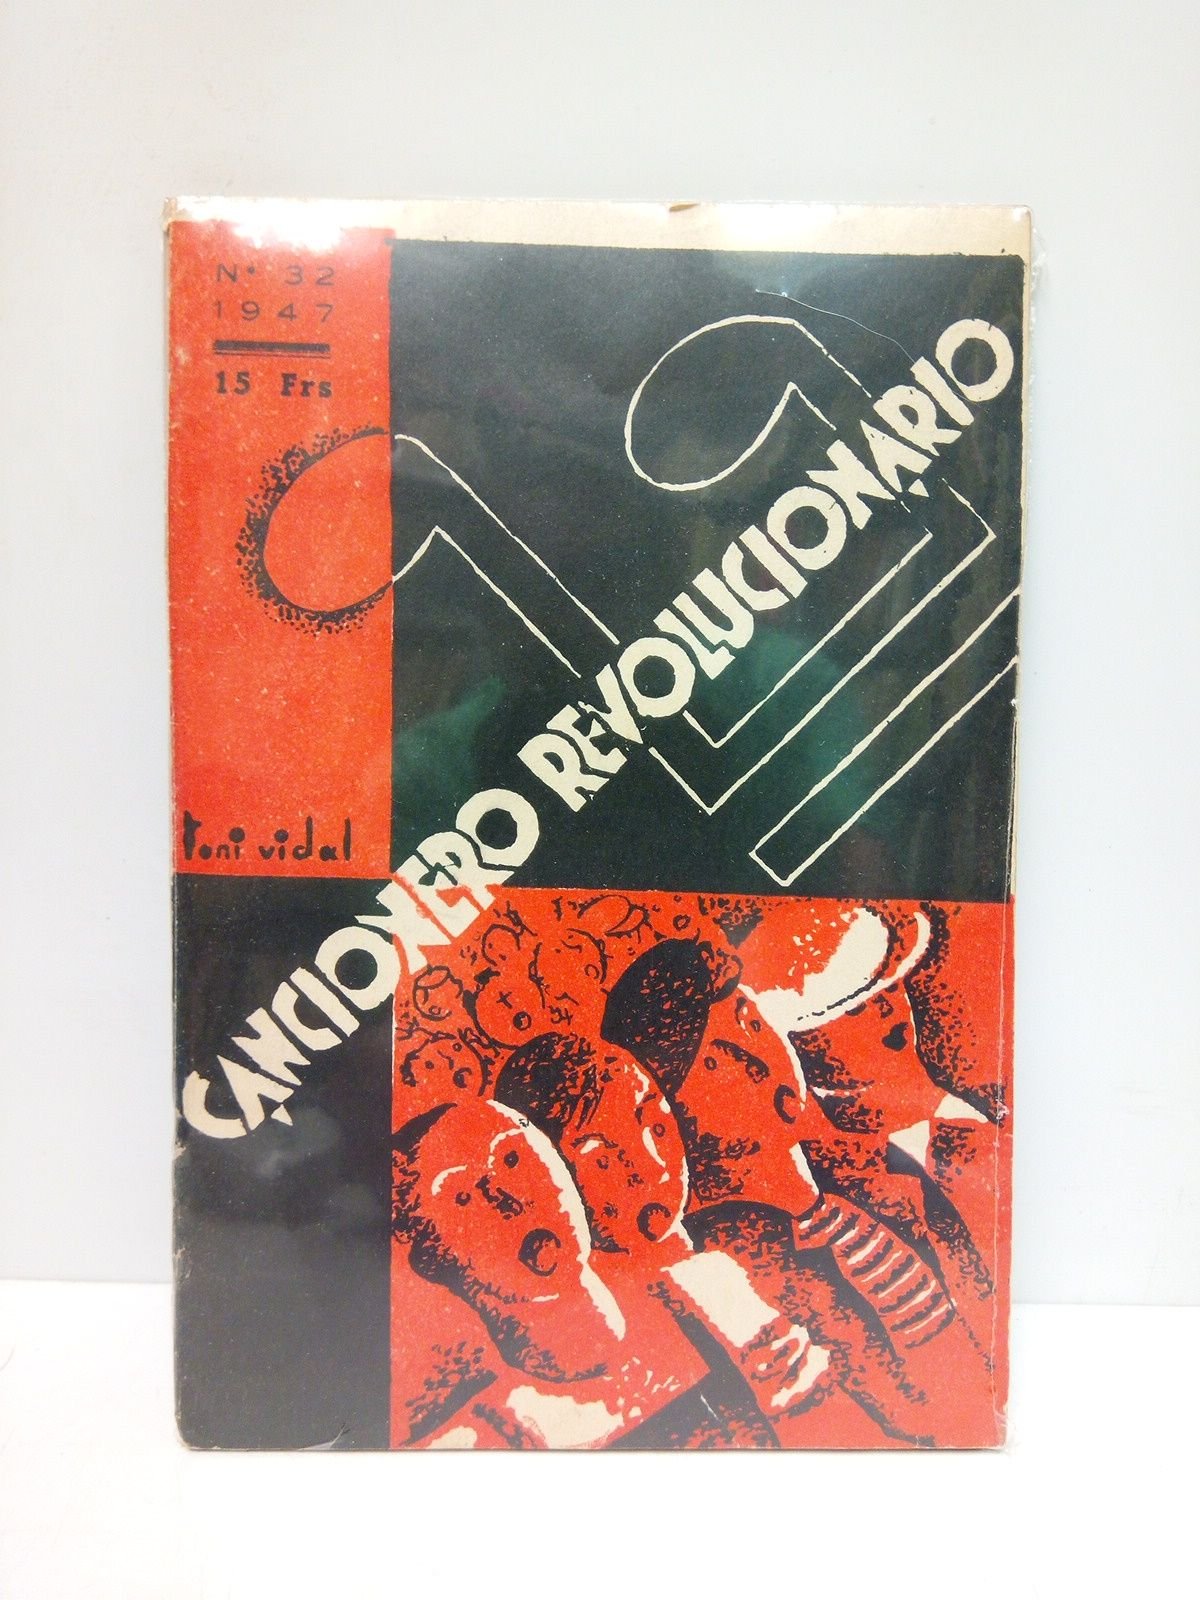 Nº 32
1947
15 Frs
CANCIONERO REVOLUCIONARIO
toni vidal